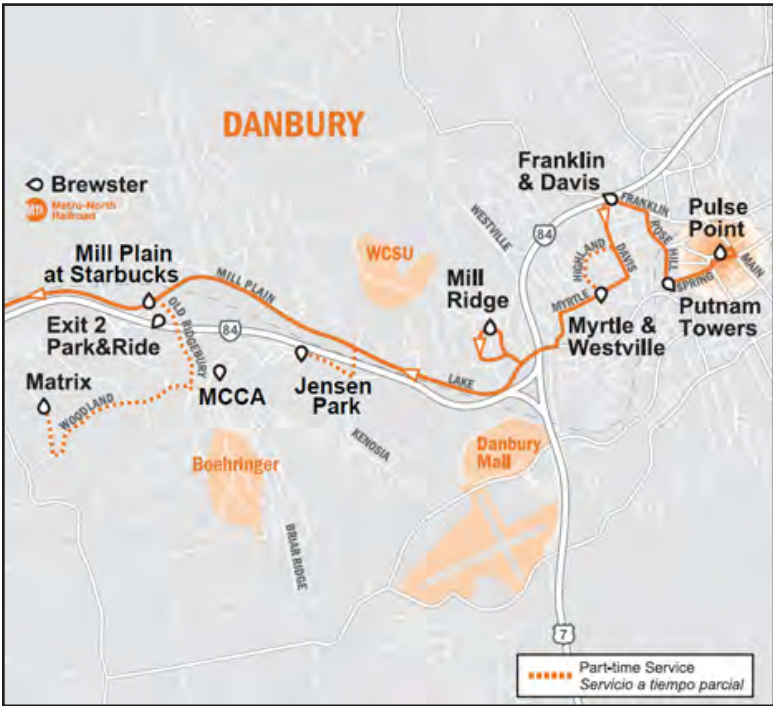 DANBURY
Brewster
MTA
Metro-North
Railroad
Franklin
& Davis
FRANKLIN
WESTVILLE
84
ROSE HILL
Pulse
Point
MAIN
HIGHLAND
DAVIS
SPRING
Putnam
Towers
MYRTLE
Myrtle &
Westville
WCSU
Mill
Ridge
Mill Plain
at Starbucks
MILL PLAIN
OLD RIDGEBURY
84
Exit 2
Park&Ride
Matrix
WOODLAND
MCCA
Jensen
Park
LAKE
KENOSIA
Danbury
Mall
Boehringer
BRIAR RIDGE
7
Part-time Service
Servicio a tiempo parcial